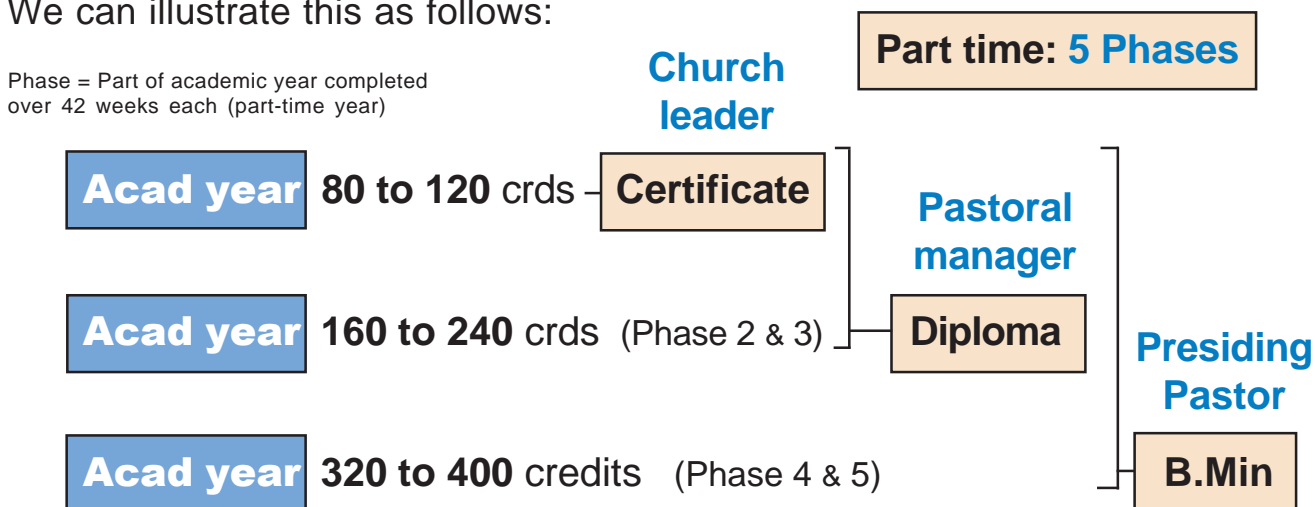 We can illustrate this as follows:
Part time: 5 Phases
Phase = Part of academic year completed
over 42 weeks each (part-time year)
Church
leader
Acad year 80 to 120 crds Certificate
Pastoral
manager
Acad year 160 to 240 crds (Phase 2 & 3) Diploma
Presiding
Pastor
Acad year 320 to 400 credits (Phase 4 & 5) B.Min